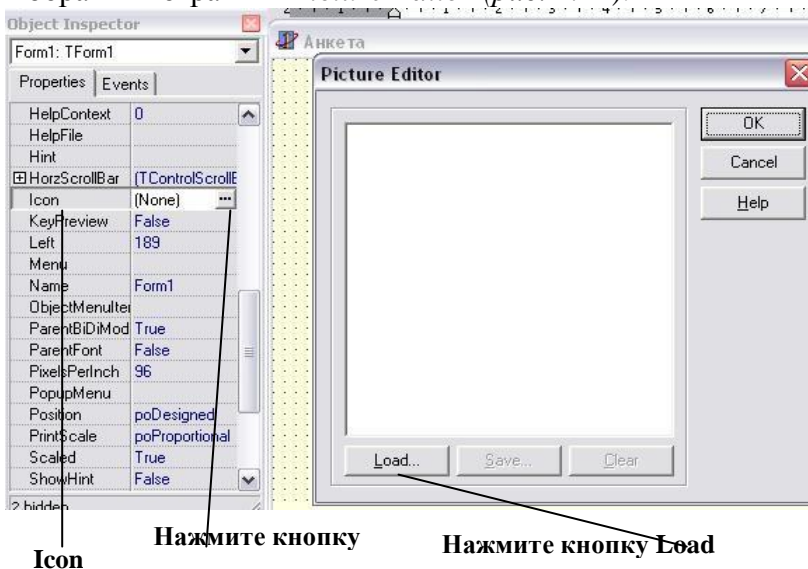 Object Inspector
Form1: TForm1
Properties
Events
HelpContext 0
HelpFile
Hint
HorzScrollBar (TControlScrollB
Icon (None) ...
KeyPreview False
Left 189
Menu
Name Form1
ObjectMenuIter
ParentBiDiMod True
ParentFont False
PixelsPerInch 96
PopupMenu
Position poDesigned
PrintScale poProportional
Scaled True
ShowHint False
2 hidden
Анкета
Picture Editor
OK
Cancel
Help
Load...
Save...
Clear
Нажмите кнопку
Нажмите кнопку Load
Icon